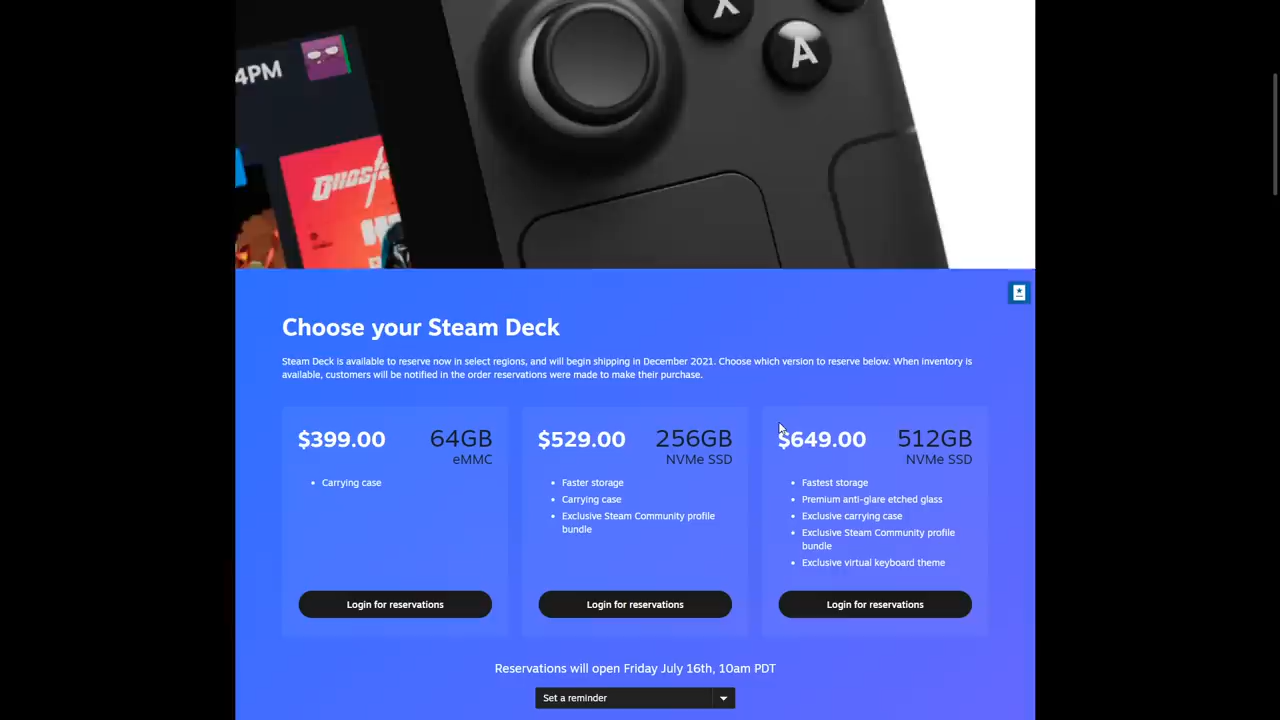 X
A
4PM
Choose your Steam Deck
Steam Deck is available to reserve now in select regions, and will begin shipping in December 2021. Choose which version to reserve below. When inventory is
available, customers will be notified in the order reservations were made to make their purchase.
$399.00 64GB
eMMC
• Carrying case
Login for reservations
$529.00 256GB
NVMe SSD
• Faster storage
• Carrying case
• Exclusive Steam Community profile
bundle
Login for reservations
$649.00 512GB
NVMe SSD
• Fastest storage
• Premium anti-glare etched glass
• Exclusive carrying case
• Exclusive Steam Community profile
bundle
• Exclusive virtual keyboard theme
Login for reservations
Reservations will open Friday July 16th, 10am PDT
Set a reminder